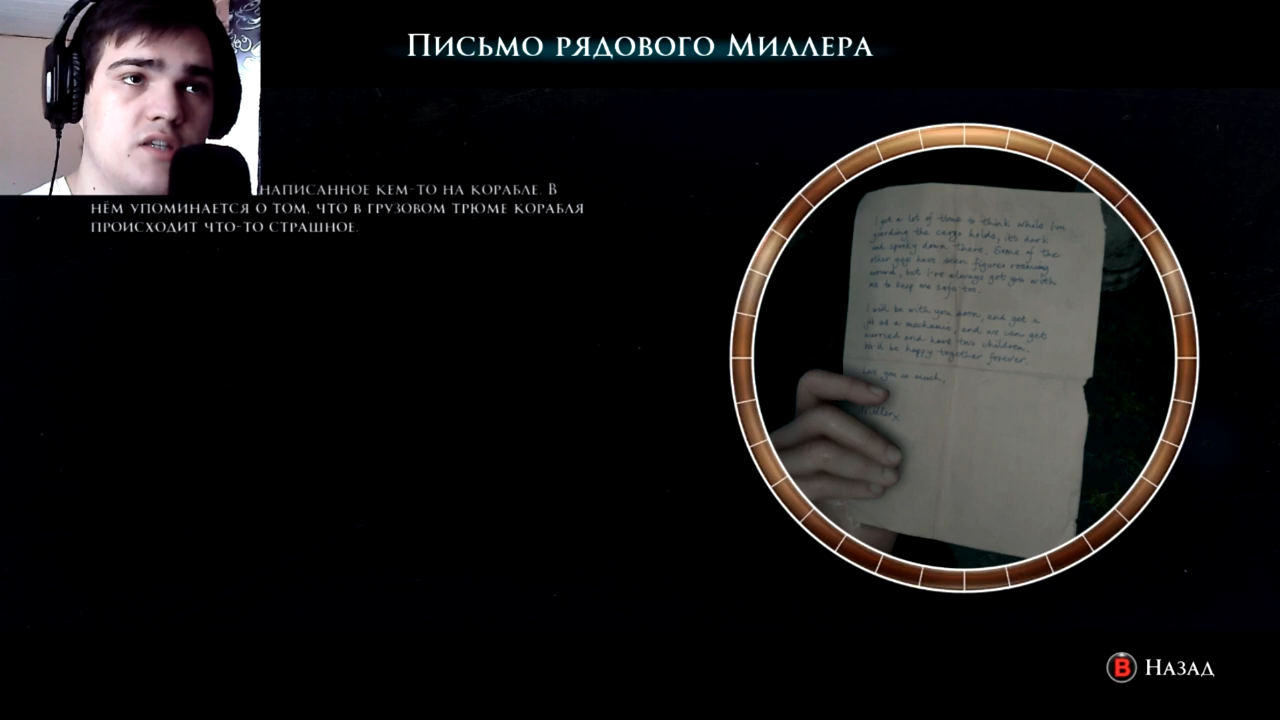 Письмо рядового Миллера
написанное кем-то на корабле. В
нём упоминается о том, что в грузовом трюме корабля
происходит что-то страшное.
I got a lot of time to think while I'm
guarding the cargo holds, its dark
and spooky down there. Some of the
other guys have seen figures roaming
around, but I've always got you with
me to keep me safe too.
I will be with you soon, and get a
job as a mechanic, and we can get
married and have two children.
We'd be happy together forever.
Love you so much,
Miller x
B Назад